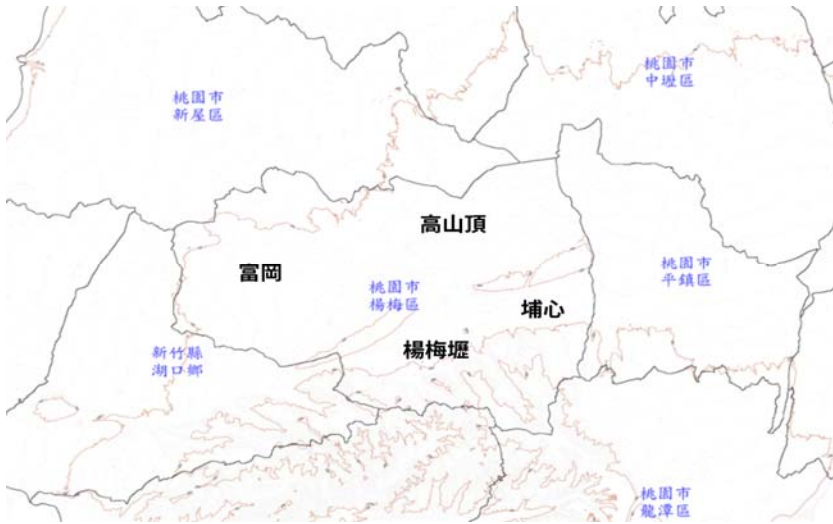 桃園市
中壢區
桃園市
新屋區
高山頂
富岡
桃園市
楊梅區
桃園市
平鎮區
埔心
楊梅壢
新竹縣
湖口鄉
桃園市
龍潭區